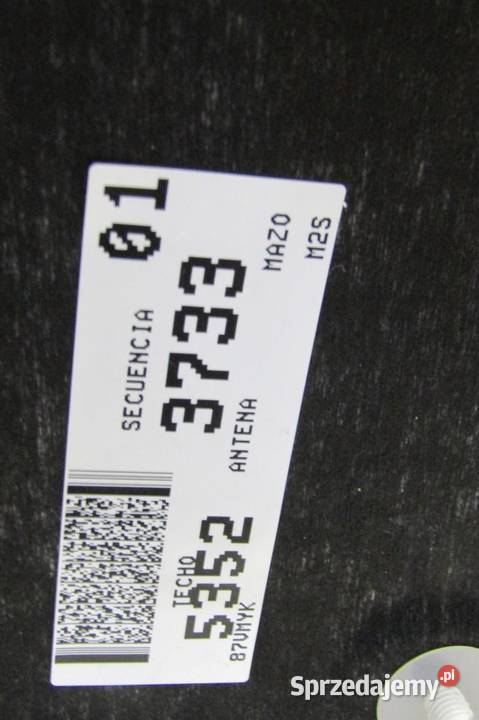 01
SECUENCIA
3733
ANTENA
MAZO
M2S
TECHO
5352
87VMYK
Sprzedajemy.pl